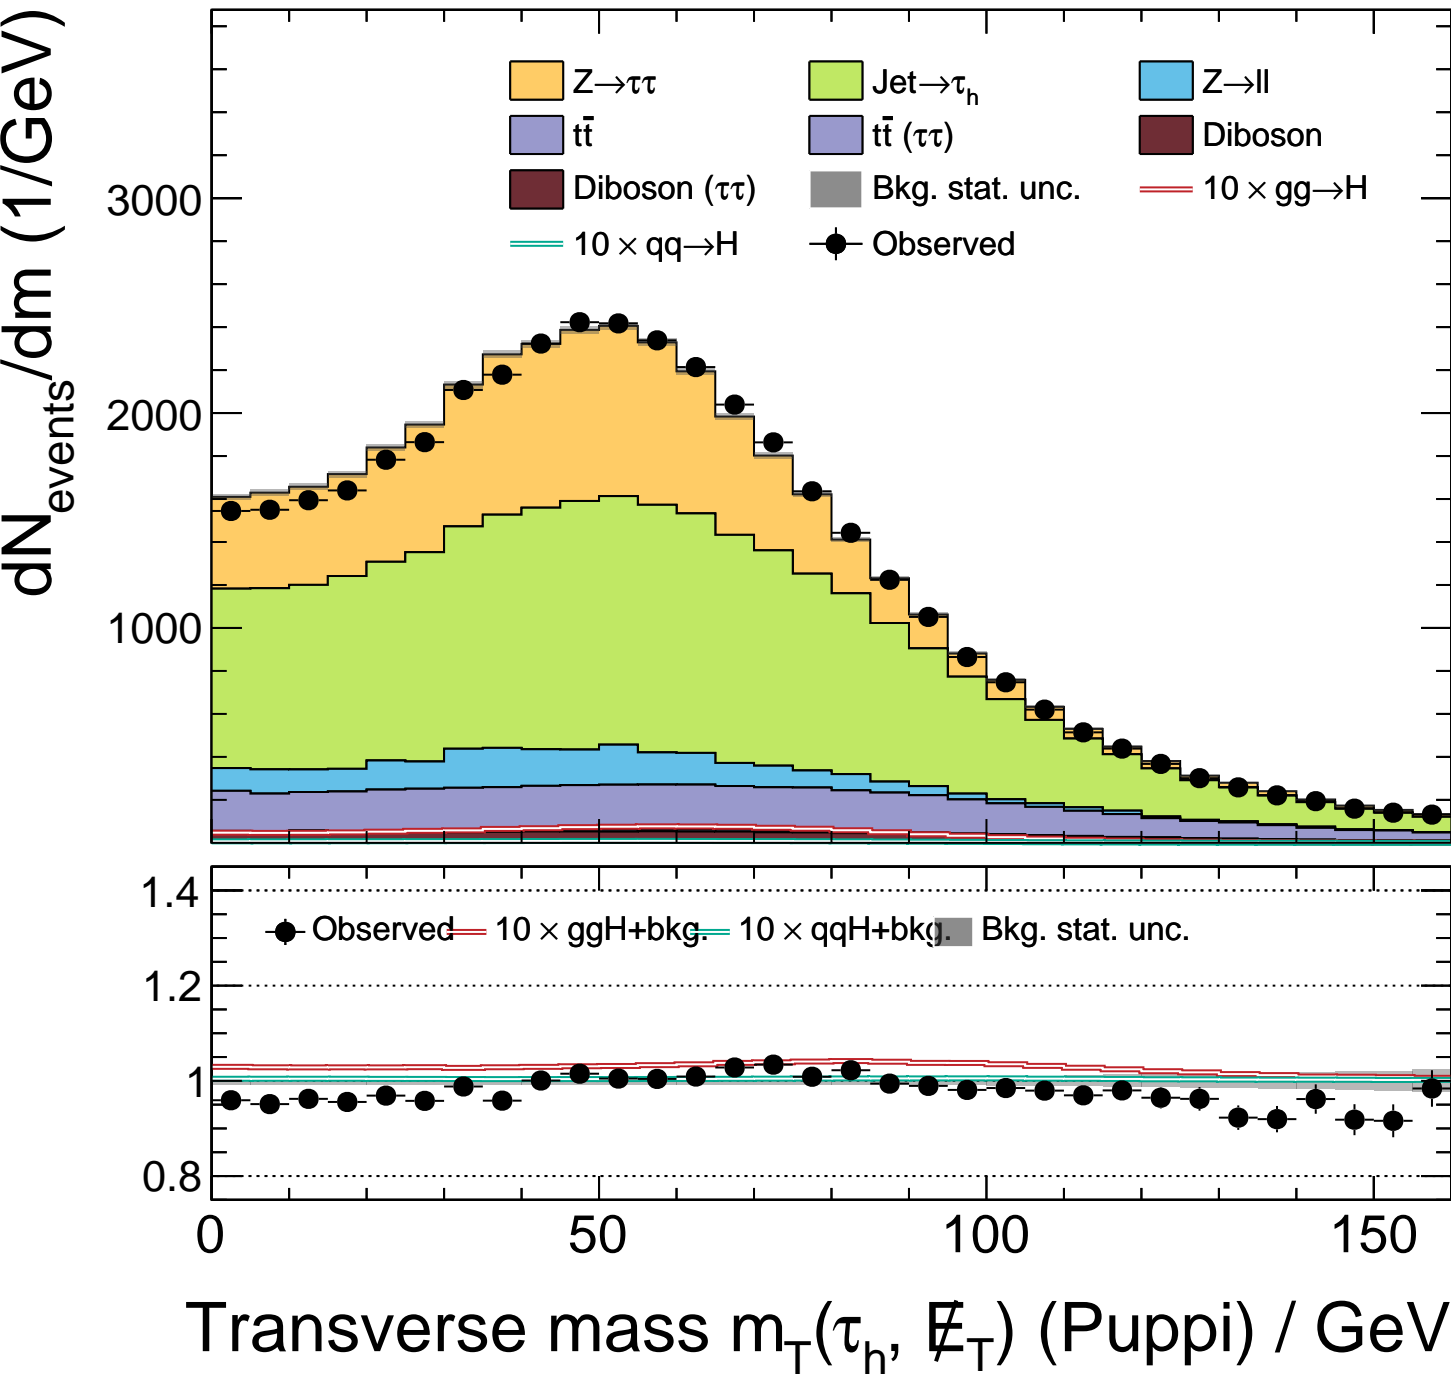 dN_events/dm (1/GeV)
Z→ττ Jet→τ_h Z→ll
tt̄ tt̄ (ττ) Diboson
Diboson (ττ) Bkg. stat. unc. 10 × gg→H
10 × qq→H Observed
3000
2000
1000
1.4
Observed 10 × ggH+bkg. 10 × qqH+bkg. Bkg. stat. unc.
1.2
1
0.8
0 50 100 150
Transverse mass m_T(τ_h, E̸_T) (Puppi) / GeV